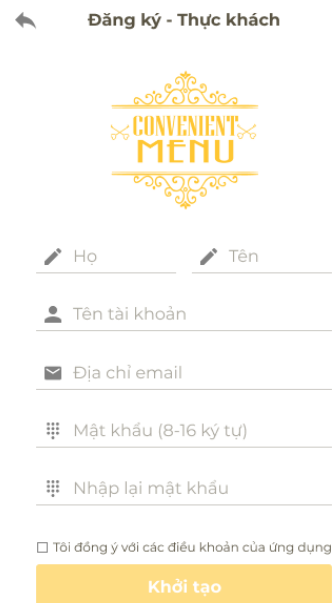 Đăng ký - Thực khách
CONVENIENT
MENU
Họ Tên
Tên tài khoản
Địa chỉ email
Mật khẩu (8-16 ký tự)
Nhập lại mật khẩu
Tôi đồng ý với các điều khoản của ứng dụng
Khởi tạo